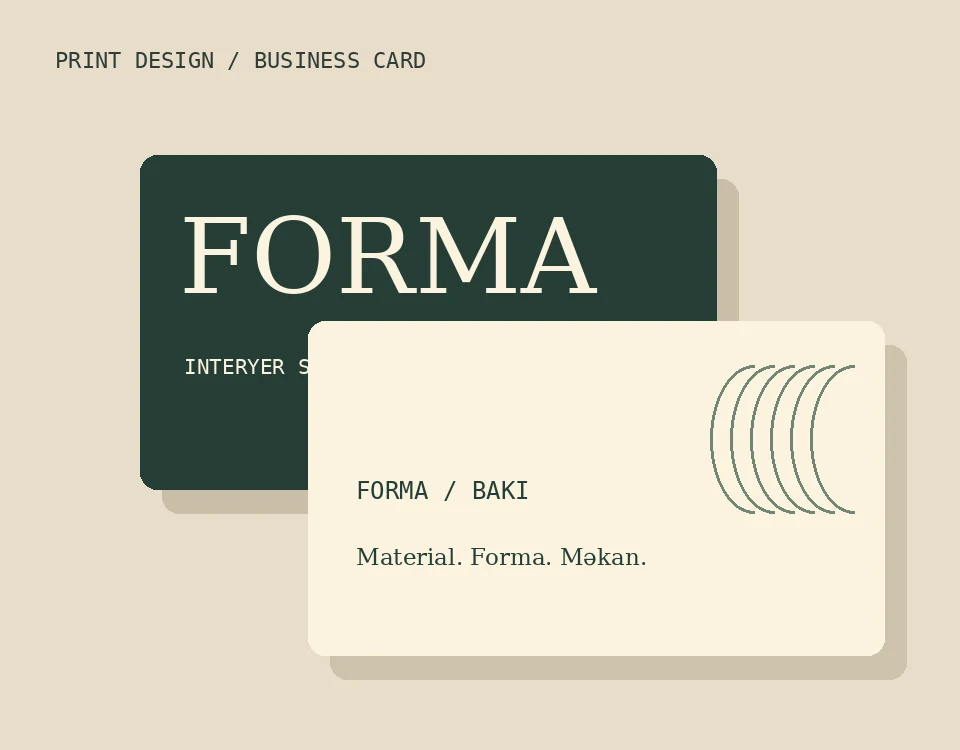 PRINT DESIGN / BUSINESS CARD
FORMA
INTERYER
FORMA / BAKI
Material. Forma. Məkan.